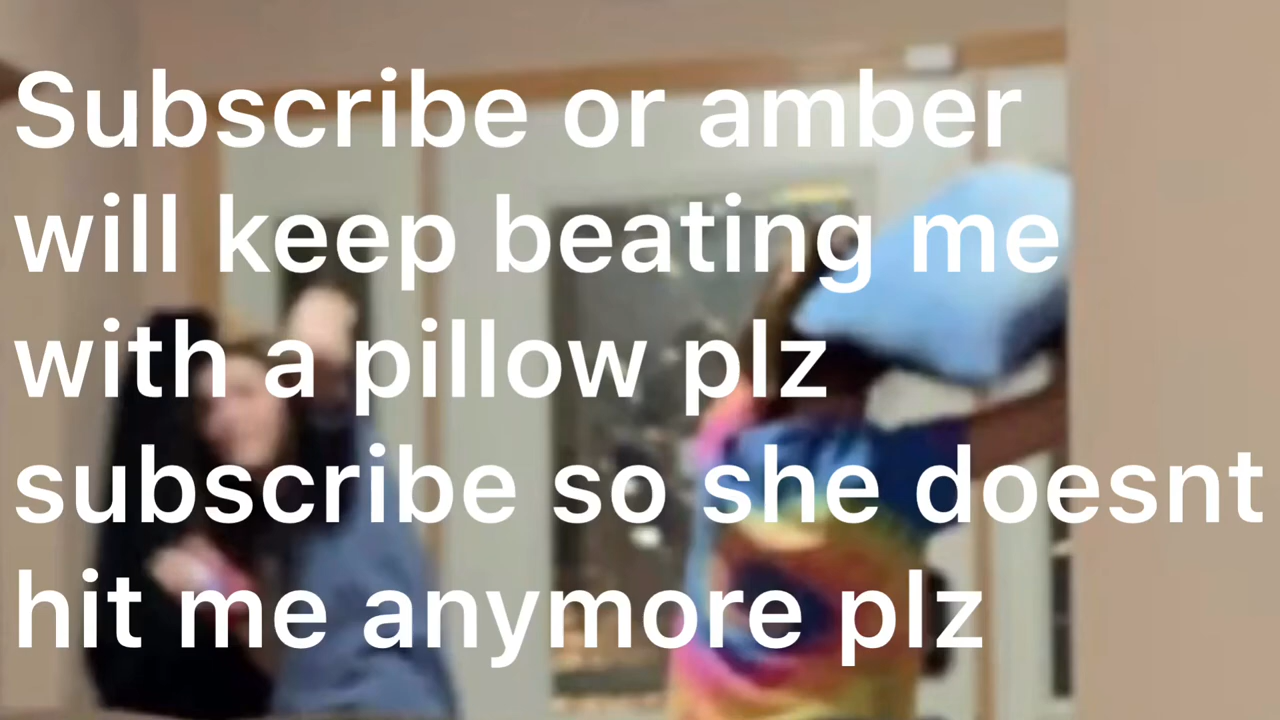 Subscribe or amber
will keep beating me
with a pillow plz
subscribe so she doesnt
hit me anymore plz